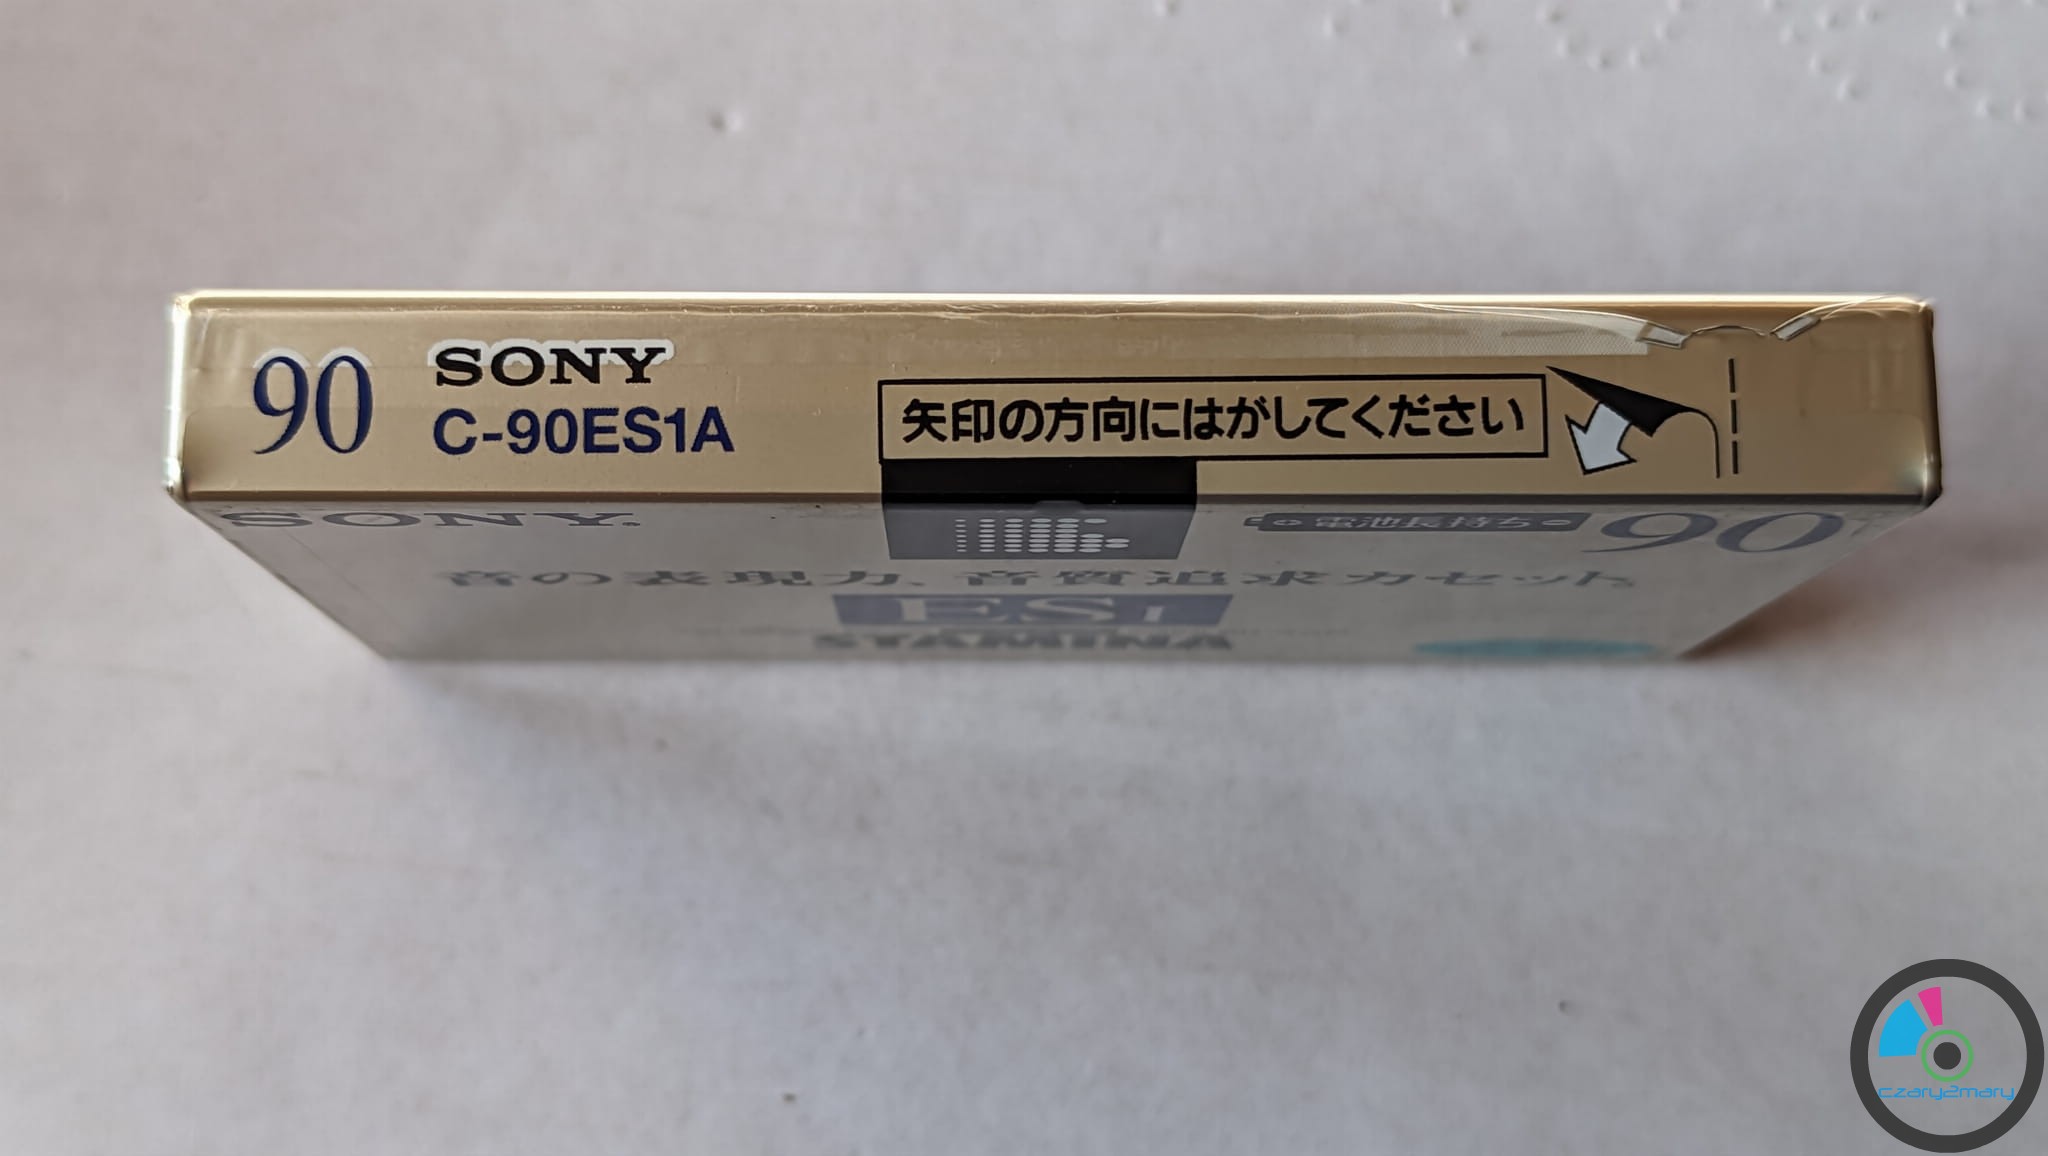 90
SONY
C-90ES1A
矢印の方向にはがしてください
SONY
電池長持ち
90
音の表現力、音質追求カセット。
ES1
STAMINA
czary2mary